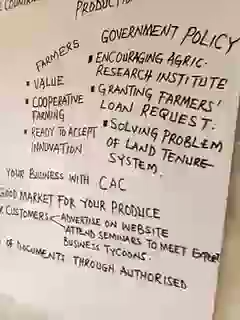 PRODUCTI
FARMERS
VALUE
COOPERATIVE
FARMING
READY TO ACCEPT
INNOVATION
GOVERNMENT POLICY
ENCOURAGING AGRIC.
RESEARCH INSTITUTE
GRANTING FARMERS'
LOAN REQUEST.
SOLVING PROBLEM
OF LAND TENURE
SYSTEM.
YOUR BUSINESS WITH CAC
GOOD MARKET FOR YOUR PRODUCE
CUSTOMERS ADVERTISE ON WEBSITE
ATTEND SEMINARS TO MEET EXPORT
BUSINESS TYCOONS.
OF DOCUMENTS THROUGH AUTHORISED